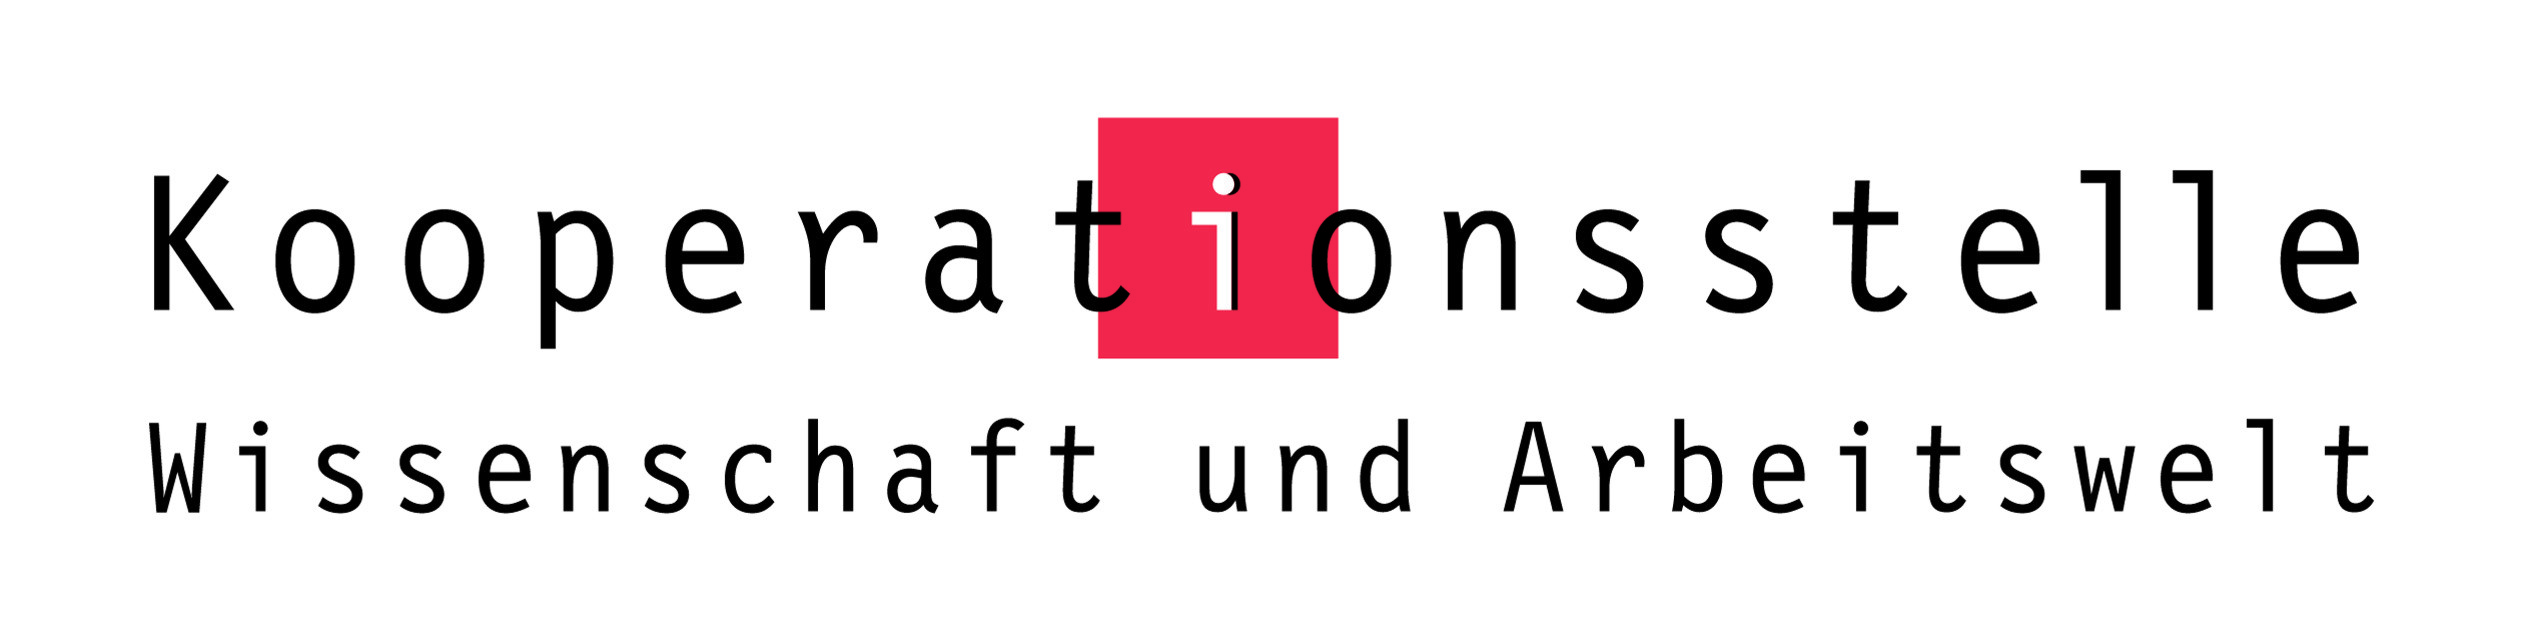 Kooperationsstelle
Wissenschaft und Arbeitswelt